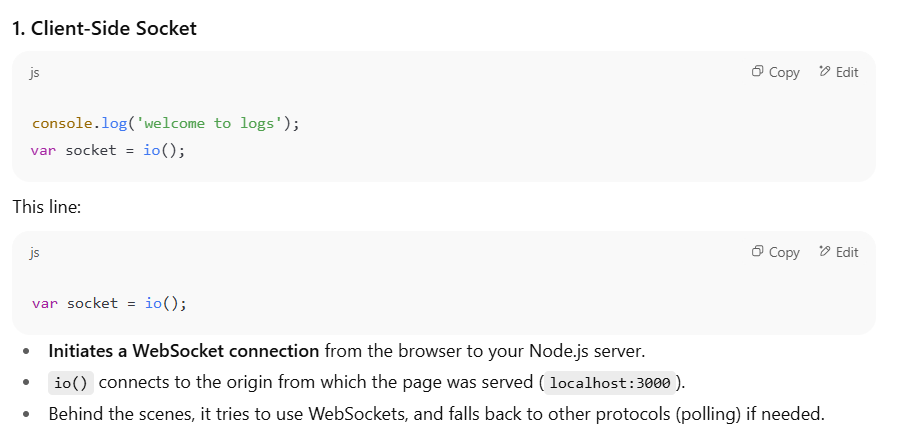 1. Client-Side Socket
js
Copy
Edit
console.log('welcome to logs');
var socket = io();
This line:
js
Copy
Edit
var socket = io();
• Initiates a WebSocket connection from the browser to your Node.js server.
• io() connects to the origin from which the page was served (localhost:3000).
• Behind the scenes, it tries to use WebSockets, and falls back to other protocols (polling) if needed.